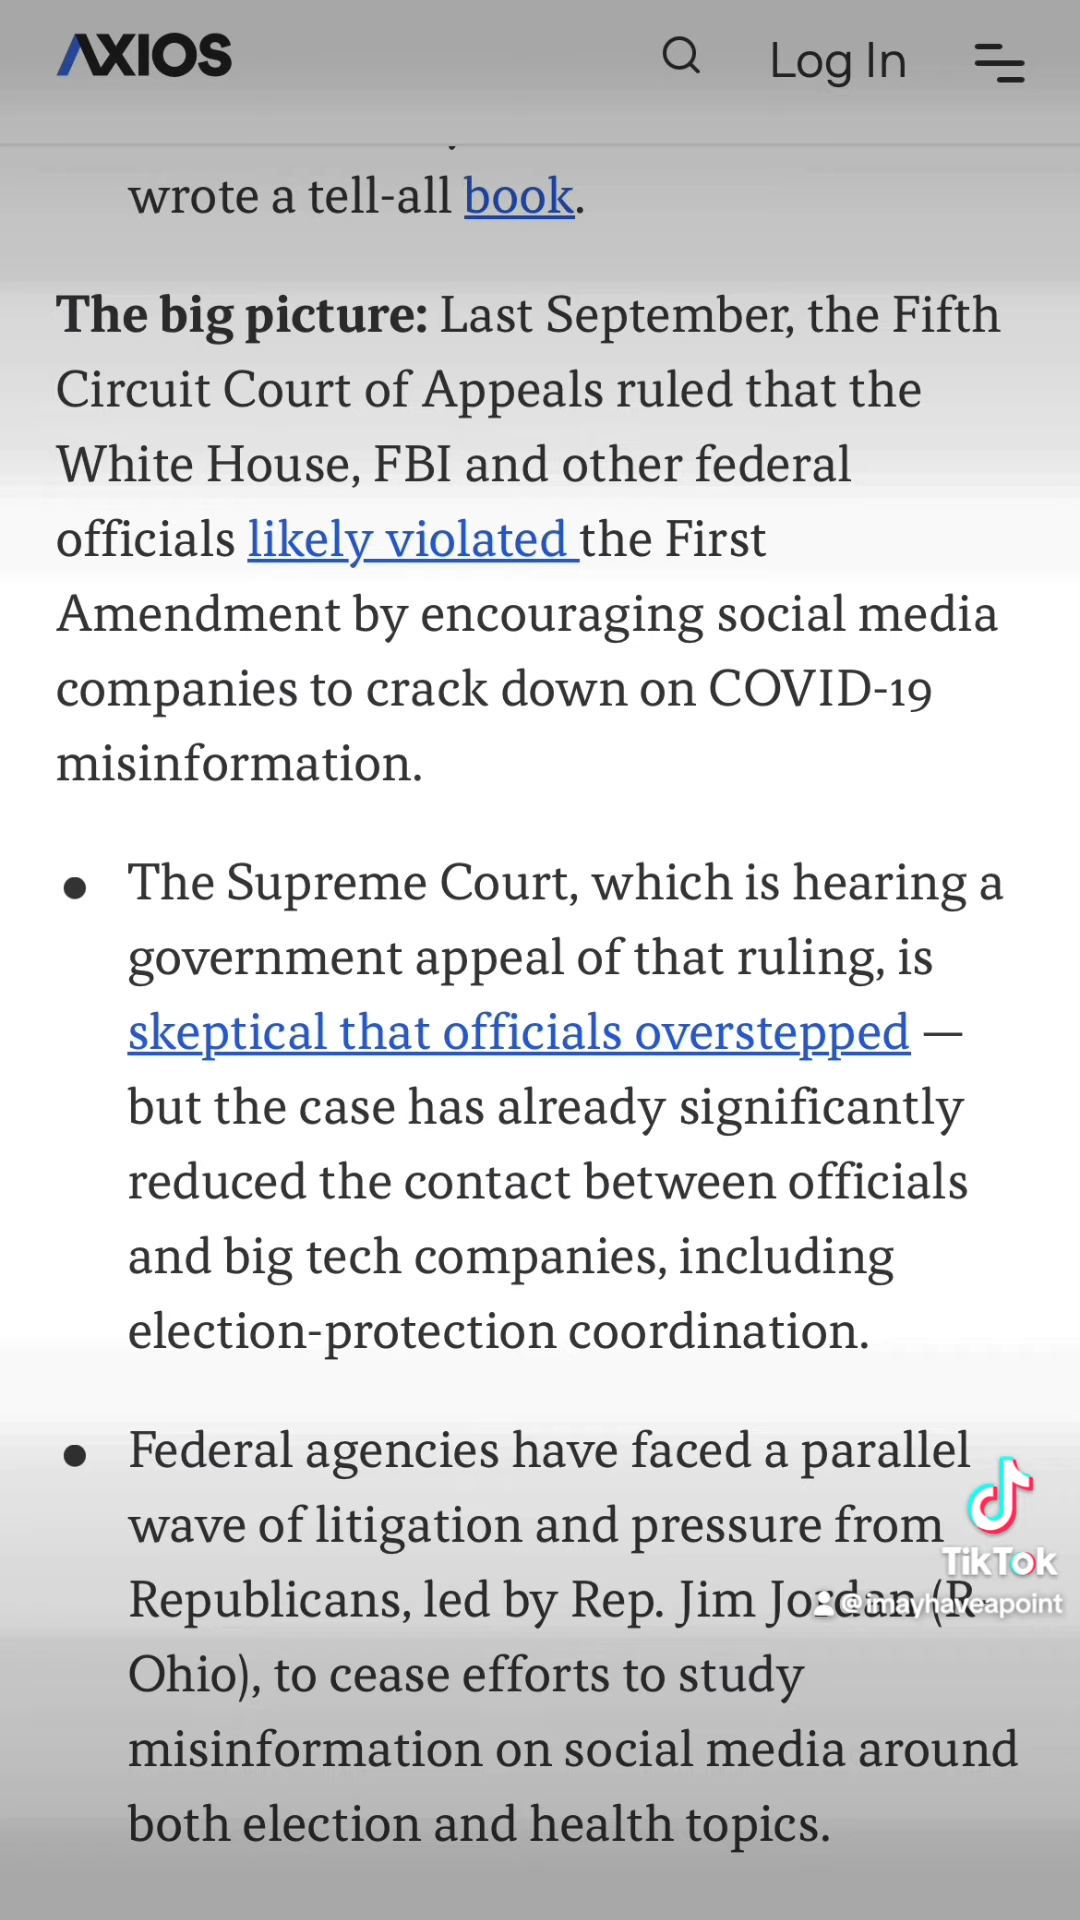 AXIOS
Log In
wrote a tell-all book.
The big picture: Last September, the Fifth
Circuit Court of Appeals ruled that the
White House, FBI and other federal
officials likely violated the First
Amendment by encouraging social media
companies to crack down on COVID-19
misinformation.
• The Supreme Court, which is hearing a
government appeal of that ruling, is
skeptical that officials overstepped —
but the case has already significantly
reduced the contact between officials
and big tech companies, including
election-protection coordination.
• Federal agencies have faced a parallel
wave of litigation and pressure from
TikTok
Republicans, led by Rep. Jim Jordan (R-
@imayhaveapoint
Ohio), to cease efforts to study
misinformation on social media around
both election and health topics.